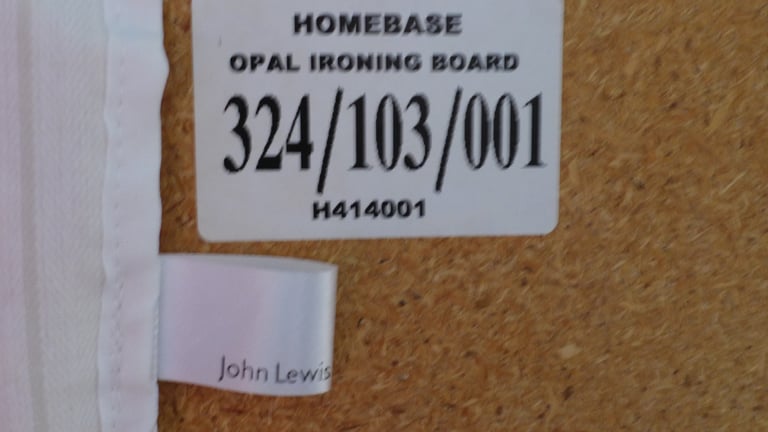 HOMEBASE
OPAL IRONING BOARD
324/103/001
H414001
John Lewis